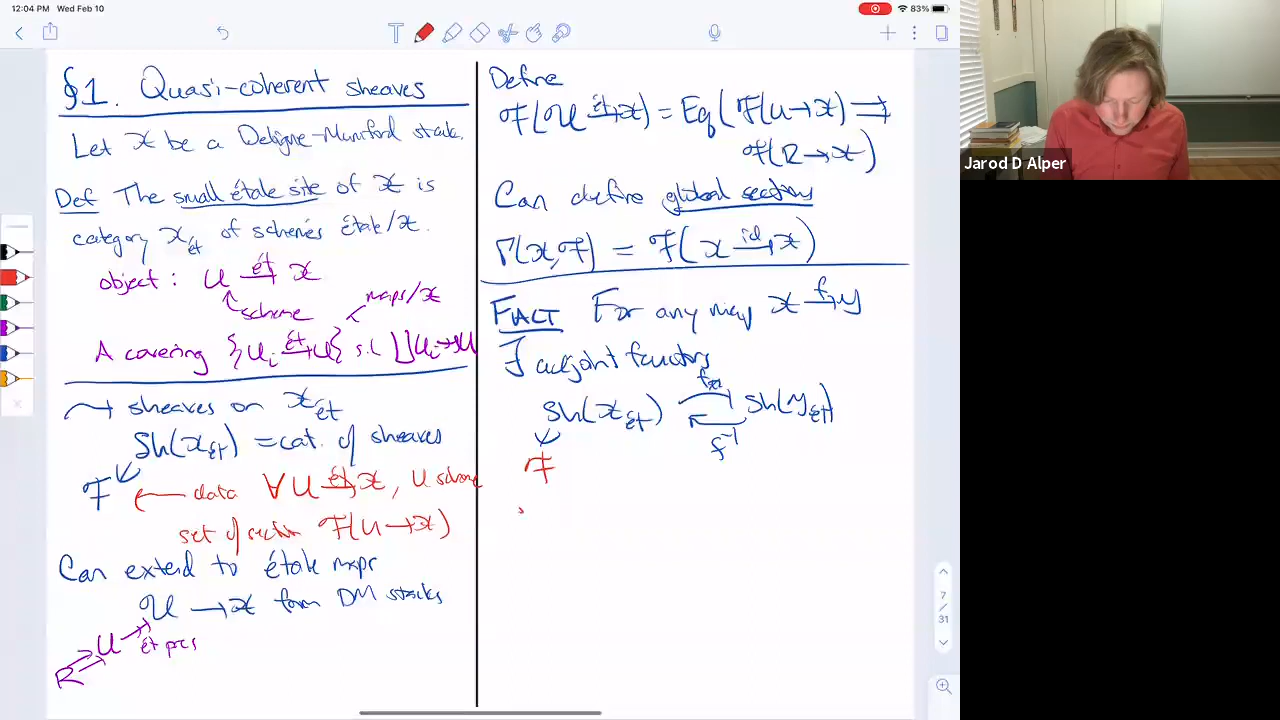 12:04 PM Wed Feb 10
83%
§1. Quasi-coherent sheaves
Let 𝒳 be a Deligne-Mumford stack.
Def The small étale site of 𝒳 is
category 𝒳ét of schemes étale/𝒳.
object: U →ét 𝒳
scheme
maps/𝒳
A covering {Ui →ét U} s.t. ∐Ui ↠ U
⇝ sheaves on 𝒳ét
Sh(𝒳ét) = cat. of sheaves
ℱ ← data ∀ U →ét 𝒳, U scheme
set of section ℱ(U → 𝒳)
Can extend to étale maps
𝒰 → 𝒳 from DM stacks
R ⇉ U → ét pres
Define
ℱ(𝒰 →ét 𝒳) = Eq(ℱ(U → 𝒳) ⇉
ℱ(R → 𝒳))
Can define global sections
Γ(𝒳, ℱ) = ℱ(𝒳 →id 𝒳)
FACT For any map 𝒳 →f 𝒴
∃ adjoint functors
f*
Sh(𝒳ét) ⇄ Sh(𝒴ét)
f⁻¹
ℱ
Jarod D Alper
7
/
31